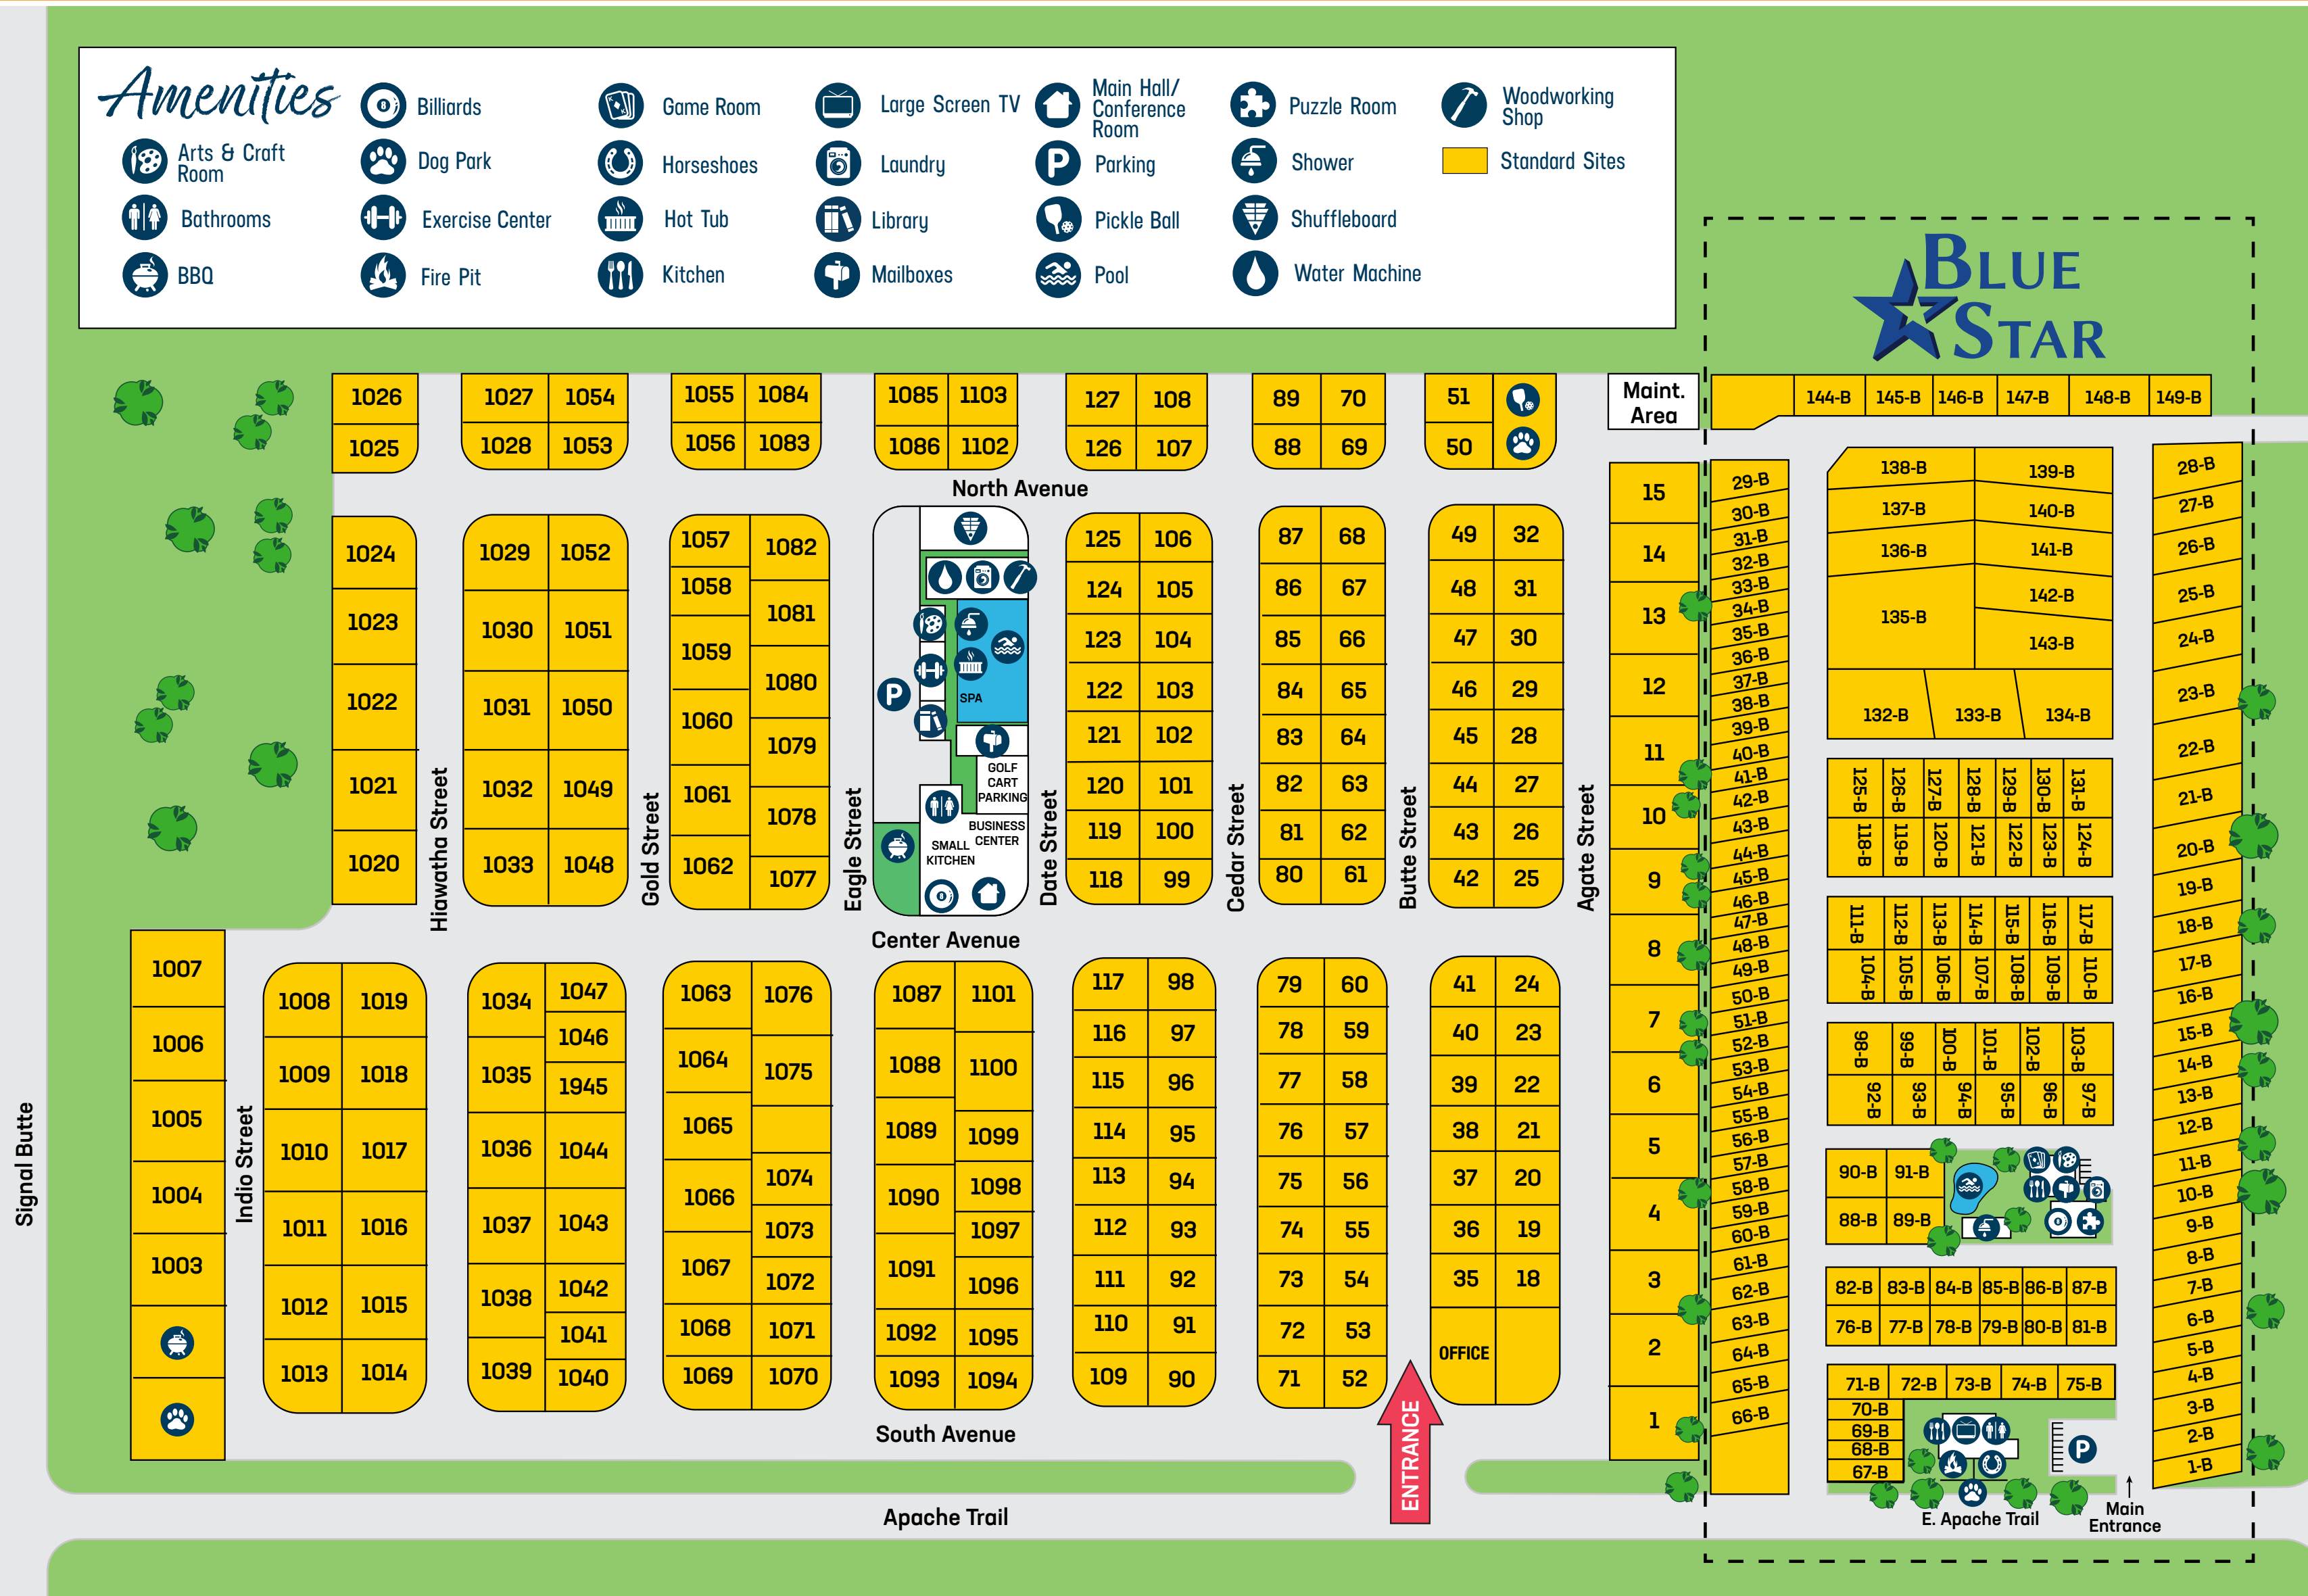 Amenities
Arts & Craft
Room
Bathrooms
BBQ
Billiards
Dog Park
Exercise Center
Fire Pit
Game Room
Horseshoes
Hot Tub
Kitchen
Large Screen TV
Laundry
Library
Mailboxes
Main Hall/
Conference
Room
P
Parking
Pickle Ball
Pool
Puzzle Room
Shower
Shuffleboard
Water Machine
Woodworking
Shop
Standard Sites
BLUE
STAR
1026
1025
1027 1054
1028 1053
1055 1084
1056 1083
1085 1103
1086 1102
127 108
126 107
89 70
88 69
51
50
Maint.
Area
144-B 145-B 146-B 147-B 148-B 149-B
North Avenue
1024
1023
1022
1021
1020
Hiawatha Street
1029 1052
1030 1051
1031 1050
1032 1049
1033 1048
Gold Street
1057
1058
1059
1060
1061
1062
1082
1081
1080
1079
1078
1077
Eagle Street
P
SPA
GOLF
CART
PARKING
BUSINESS
CENTER
SMALL
KITCHEN
8
Date Street
125 106
124 105
123 104
122 103
121 102
120 101
119 100
118 99
Cedar Street
87 68
86 67
85 66
84 65
83 64
82 63
81 62
80 61
Butte Street
49 32
48 31
47 30
46 29
45 28
44 27
43 26
42 25
Agate Street
15
14
13
12
11
10
9
8
7
6
5
4
3
2
1
Center Avenue
Signal Butte
1007
1006
1005
1004
1003
Indio Street
1008 1019
1009 1018
1010 1017
1011 1016
1012 1015
1013 1014
1034
1035
1036
1037
1038
1039
1047
1046
1945
1044
1043
1042
1041
1040
1063
1064
1065
1066
1067
1068
1069
1076
1075
1074
1073
1072
1071
1070
1087
1088
1089
1090
1091
1092
1093
1101
1100
1099
1098
1097
1096
1095
1094
117 98
116 97
115 96
114 95
113 94
112 93
111 92
110 91
109 90
79 60
78 59
77 58
76 57
75 56
74 55
73 54
72 53
71 52
41 24
40 23
39 22
38 21
37 20
36 19
35 18
OFFICE
South Avenue
ENTRANCE
Apache Trail
29-B
30-B
31-B
32-B
33-B
34-B
35-B
36-B
37-B
38-B
39-B
40-B
41-B
42-B
43-B
44-B
45-B
46-B
47-B
48-B
49-B
50-B
51-B
52-B
53-B
54-B
55-B
56-B
57-B
58-B
59-B
60-B
61-B
62-B
63-B
64-B
65-B
66-B
138-B 139-B
137-B 140-B
136-B 141-B
135-B 142-B
143-B
132-B 133-B 134-B
125-B 126-B 127-B 128-B 129-B 130-B 131-B
118-B 119-B 120-B 121-B 122-B 123-B 124-B
111-B 112-B 113-B 114-B 115-B 116-B 117-B
104-B 105-B 106-B 107-B 108-B 109-B 110-B
98-B 99-B 100-B 101-B 102-B 103-B
92-B 93-B 94-B 95-B 96-B 97-B
90-B 91-B
88-B 89-B
82-B 83-B 84-B 85-B 86-B 87-B
76-B 77-B 78-B 79-B 80-B 81-B
71-B 72-B 73-B 74-B 75-B
70-B
69-B
68-B
67-B
P
28-B
27-B
26-B
25-B
24-B
23-B
22-B
21-B
20-B
19-B
18-B
17-B
16-B
15-B
14-B
13-B
12-B
11-B
10-B
9-B
8-B
7-B
6-B
5-B
4-B
3-B
2-B
1-B
E. Apache Trail
Main
Entrance